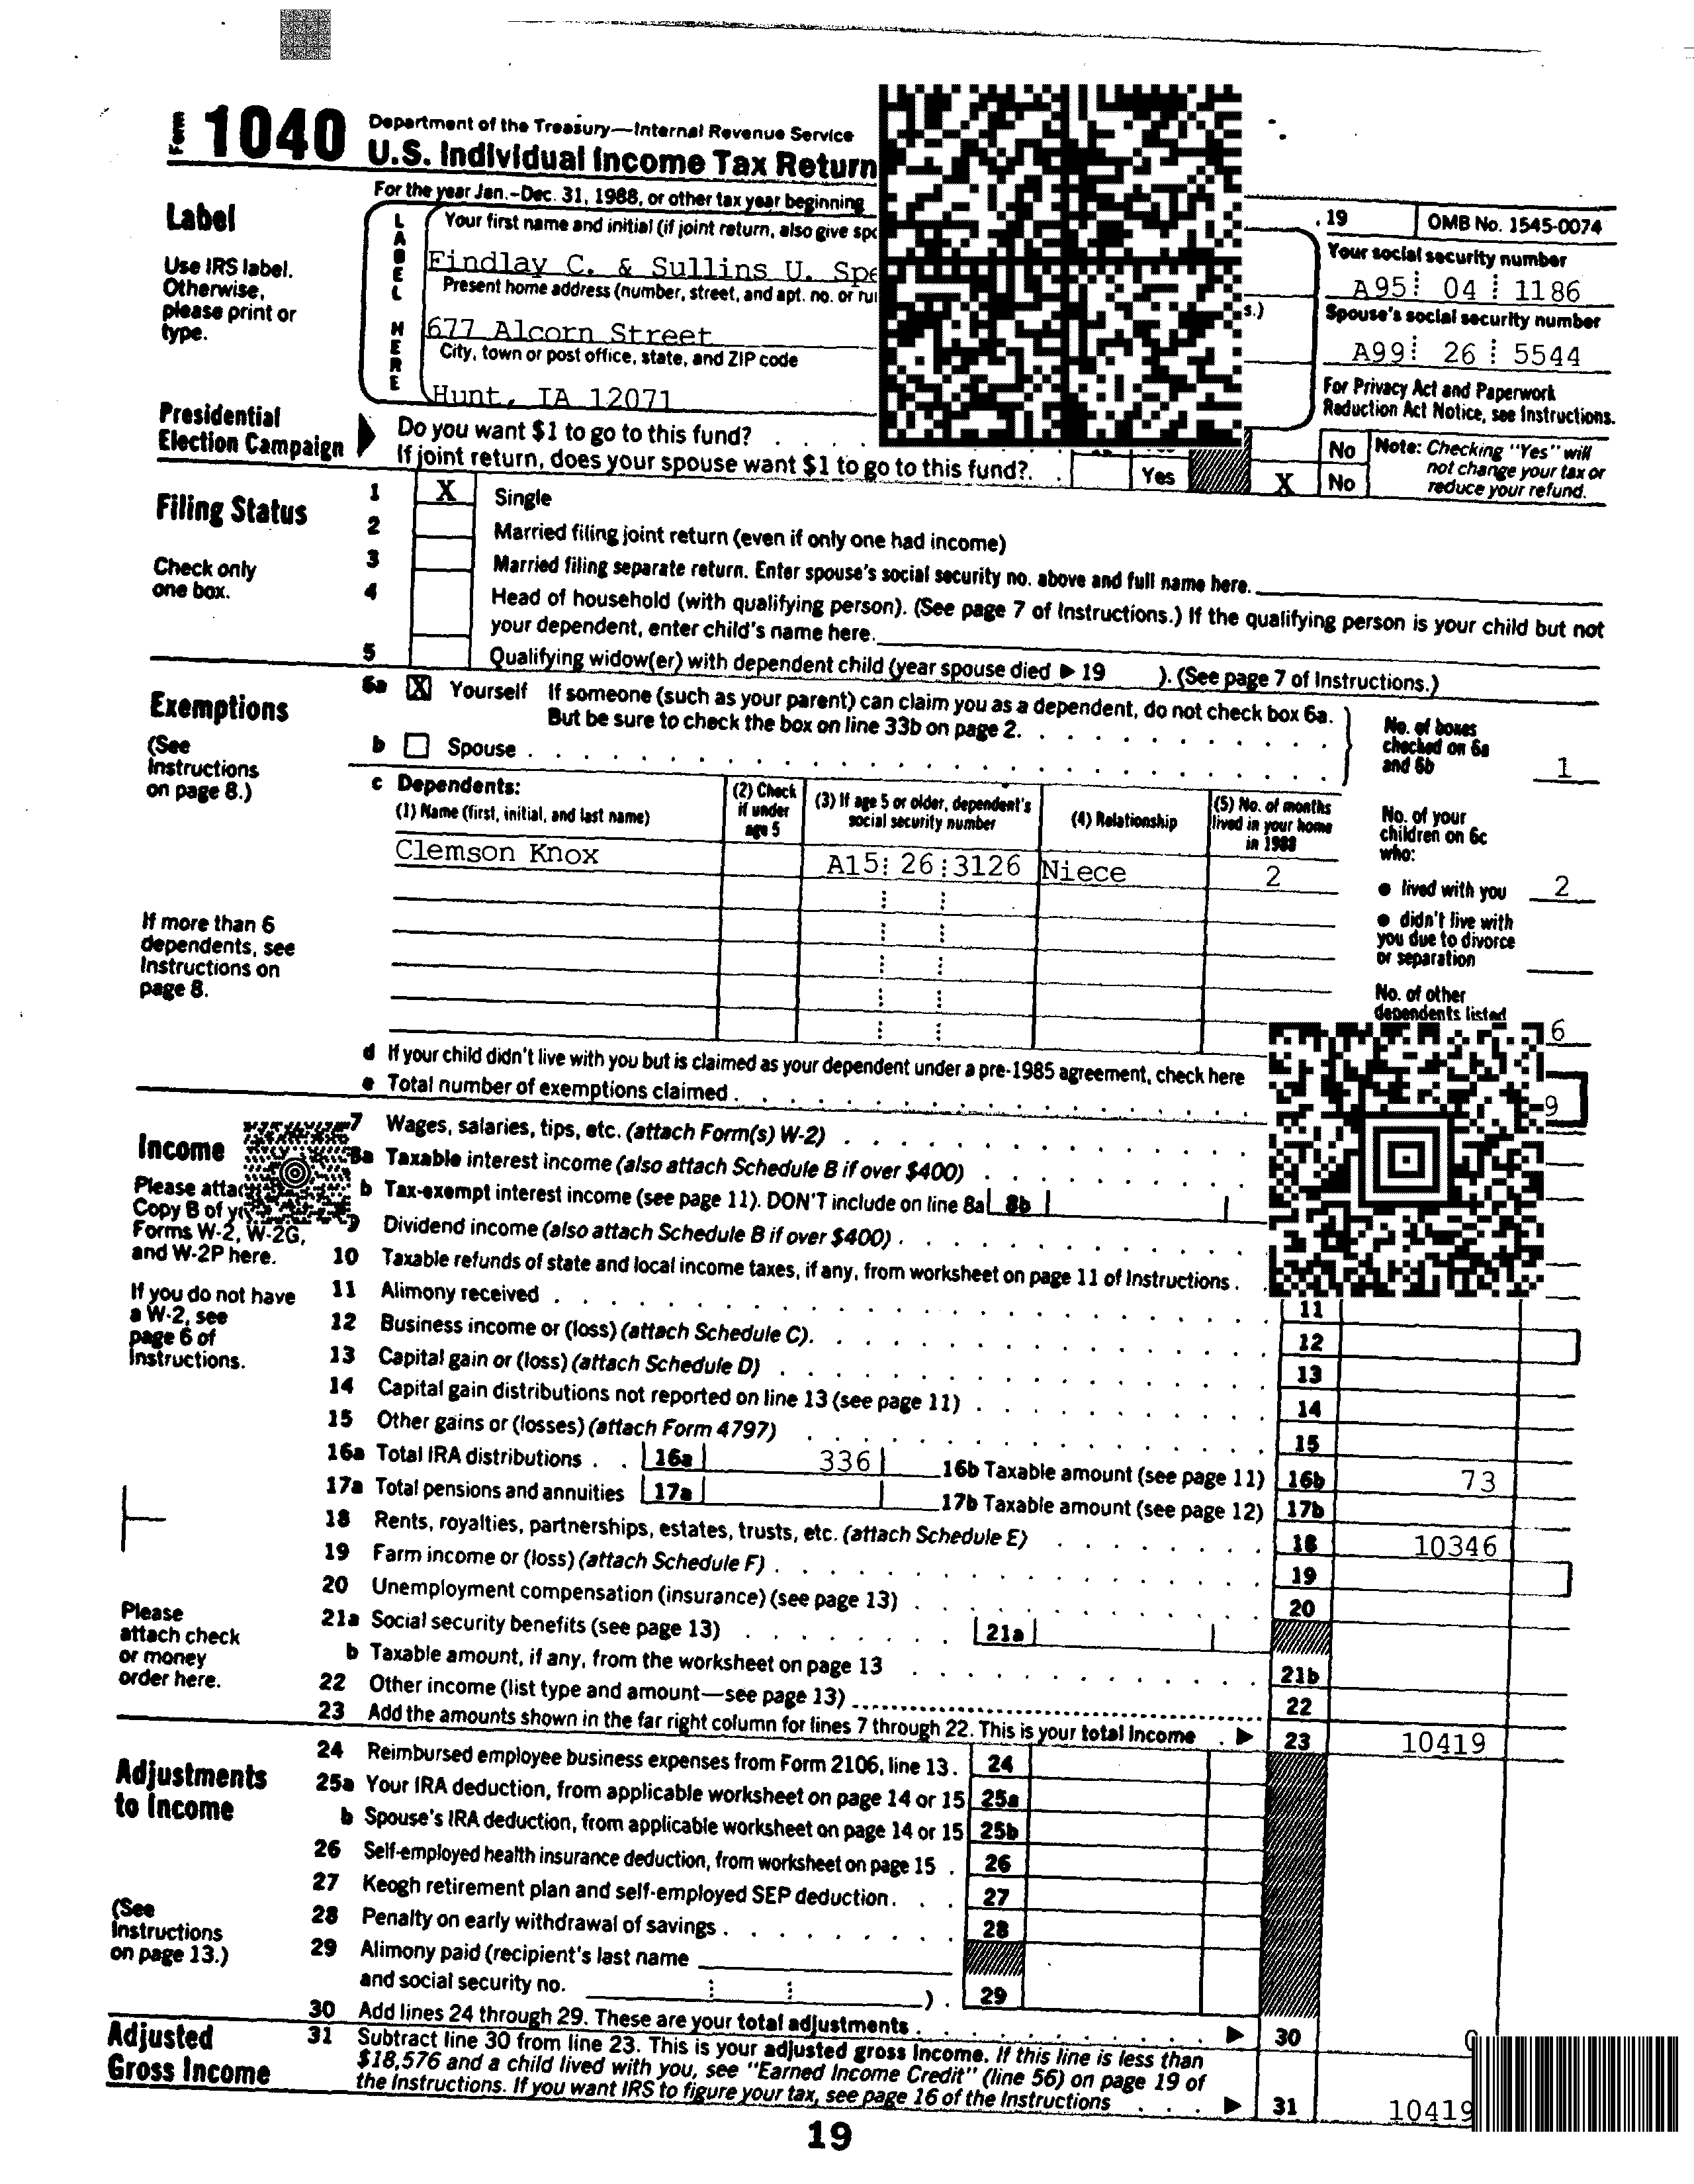 Form 1040 Department of the Treasury—Internal Revenue Service
U.S. Individual Income Tax Return
For the year Jan.–Dec. 31, 1988, or other tax year beginning , 19 OMB No. 1545-0074
Label
Use IRS label.
Otherwise,
please print or
type.
LABEL HERE
Your first name and initial (if joint return, also give
Findlay C. & Sullins U.
Your social security number
A95 04 1186
Present home address (number, street, and apt. no. or
677 Alcorn Street
Spouse's social security number
A99 26 5544
City, town or post office, state, and ZIP code
Hunt, IA 12071
For Privacy Act and Paperwork
Reduction Act Notice, see Instructions.
Presidential
Election Campaign
Do you want $1 to go to this fund? No
If joint return, does your spouse want $1 to go to this fund? Yes X No
Note: Checking "Yes" will
not change your tax or
reduce your refund.
Filing Status
Check only
one box.
1 X Single
2 Married filing joint return (even if only one had income)
3 Married filing separate return. Enter spouse's social security no. above and full name here.
4 Head of household (with qualifying person). (See page 7 of Instructions.) If the qualifying person is your child but not
your dependent, enter child's name here.
5 Qualifying widow(er) with dependent child (year spouse died ▶ 19 ). (See page 7 of Instructions.)
Exemptions
(See
Instructions
on page 8.)
6a X Yourself If someone (such as your parent) can claim you as a dependent, do not check box 6a.
But be sure to check the box on line 33b on page 2.
b Spouse
No. of boxes
checked on 6a
and 6b 1
c Dependents:
(1) Name (first, initial, and last name)
(2) Check
if under
age 5
(3) If age 5 or older, dependent's
social security number
(4) Relationship
(5) No. of months
lived in your home
in 1988
Clemson Knox A15 26 3126 Niece 2
No. of your
children on 6c
who:
● lived with you 2
● didn't live with
you due to divorce
or separation
No. of other
dependents listed
6
If more than 6
dependents, see
Instructions on
page 8.
d If your child didn't live with you but is claimed as your dependent under a pre-1985 agreement, check here
e Total number of exemptions claimed 9
Income
Please
Copy B of
Forms W-2, W-2G,
and W-2P here.
If you do not have
a W-2, see
page 6 of
Instructions.
7 Wages, salaries, tips, etc. (attach Form(s) W-2)
8a Taxable interest income (also attach Schedule B if over $400)
b Tax-exempt interest income (see page 11). DON'T include on line 8a 8b
9 Dividend income (also attach Schedule B if over $400)
10 Taxable refunds of state and local income taxes, if any, from worksheet on page 11 of Instructions
11 Alimony received 11
12 Business income or (loss) (attach Schedule C). 12
13 Capital gain or (loss) (attach Schedule D) 13
14 Capital gain distributions not reported on line 13 (see page 11) 14
15 Other gains or (losses) (attach Form 4797) 15
16a Total IRA distributions 16a 336 16b Taxable amount (see page 11) 16b 73
17a Total pensions and annuities 17a 17b Taxable amount (see page 12) 17b
18 Rents, royalties, partnerships, estates, trusts, etc. (attach Schedule E) 18 10346
19 Farm income or (loss) (attach Schedule F) 19
20 Unemployment compensation (insurance) (see page 13) 20
21a Social security benefits (see page 13) 21a
b Taxable amount, if any, from the worksheet on page 13 21b
22 Other income (list type and amount—see page 13) 22
23 Add the amounts shown in the far right column for lines 7 through 22. This is your total income ▶ 23 10419
Please
attach check
or money
order here.
Adjustments
to Income
(See
Instructions
on page 13.)
24 Reimbursed employee business expenses from Form 2106, line 13. 24
25a Your IRA deduction, from applicable worksheet on page 14 or 15 25a
b Spouse's IRA deduction, from applicable worksheet on page 14 or 15 25b
26 Self-employed health insurance deduction, from worksheet on page 15 26
27 Keogh retirement plan and self-employed SEP deduction 27
28 Penalty on early withdrawal of savings 28
29 Alimony paid (recipient's last name
and social security no. ). 29
30 Add lines 24 through 29. These are your total adjustments ▶ 30 0
Adjusted
Gross Income
31 Subtract line 30 from line 23. This is your adjusted gross income. If this line is less than
$18,576 and a child lived with you, see "Earned Income Credit" (line 56) on page 19 of
the Instructions. If you want IRS to figure your tax, see page 16 of the Instructions ▶ 31 10419
19